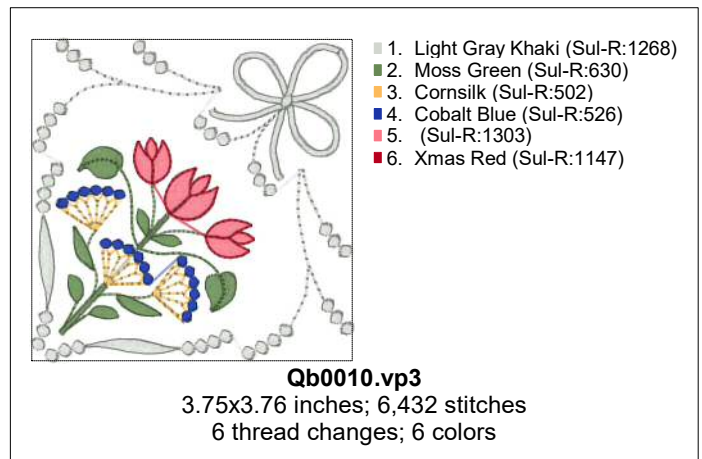 1. Light Gray Khaki (Sul-R:1268)
2. Moss Green (Sul-R:630)
3. Cornsilk (Sul-R:502)
4. Cobalt Blue (Sul-R:526)
5. (Sul-R:1303)
6. Xmas Red (Sul-R:1147)
Qb0010.vp3
3.75x3.76 inches; 6,432 stitches
6 thread changes; 6 colors